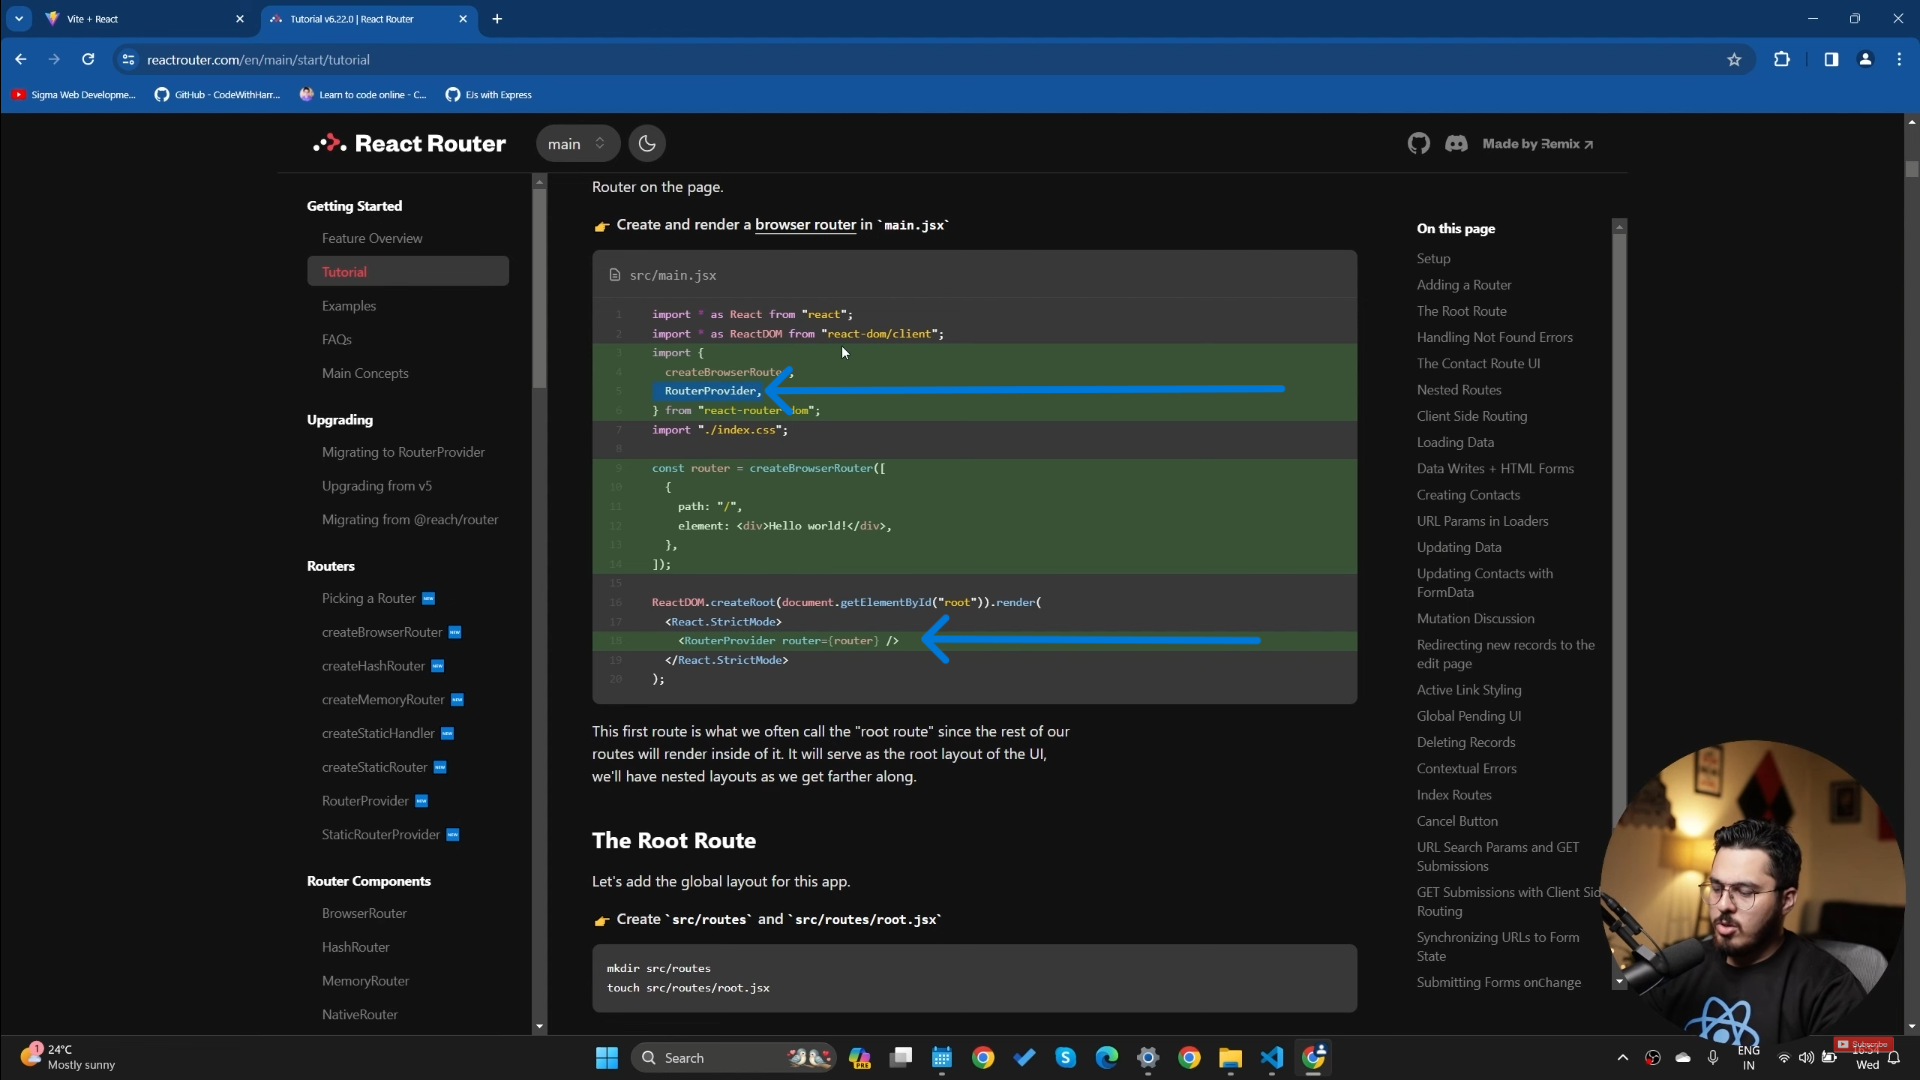 Vite + React
Tutorial v6.22.0 | React Router
reactrouter.com/en/main/start/tutorial
Sigma Web Developme...
GitHub - CodeWithHarr...
Learn to code online - C...
EJs with Express
React Router
main
Made by Remix ↗
Getting Started
Feature Overview
Tutorial
Examples
FAQs
Main Concepts
Upgrading
Migrating to RouterProvider
Upgrading from v5
Migrating from @reach/router
Routers
Picking a Router NEW
createBrowserRouter NEW
createHashRouter NEW
createMemoryRouter NEW
createStaticHandler NEW
createStaticRouter NEW
RouterProvider NEW
StaticRouterProvider NEW
Router Components
BrowserRouter
HashRouter
MemoryRouter
NativeRouter
Router on the page.
👉 Create and render a browser router in `main.jsx`
src/main.jsx
1 import * as React from "react";
2 import * as ReactDOM from "react-dom/client";
3 import {
4 createBrowserRouter,
5 RouterProvider,
6 } from "react-router-dom";
7 import "./index.css";
8
9 const router = createBrowserRouter([
10 {
11 path: "/",
12 element: <div>Hello world!</div>,
13 },
14 ]);
15
16 ReactDOM.createRoot(document.getElementById("root")).render(
17 <React.StrictMode>
18 <RouterProvider router={router} />
19 </React.StrictMode>
20 );
This first route is what we often call the "root route" since the rest of our
routes will render inside of it. It will serve as the root layout of the UI,
we'll have nested layouts as we get farther along.
The Root Route
Let's add the global layout for this app.
👉 Create `src/routes` and `src/routes/root.jsx`
mkdir src/routes
touch src/routes/root.jsx
On this page
Setup
Adding a Router
The Root Route
Handling Not Found Errors
The Contact Route UI
Nested Routes
Client Side Routing
Loading Data
Data Writes + HTML Forms
Creating Contacts
URL Params in Loaders
Updating Data
Updating Contacts with
FormData
Mutation Discussion
Redirecting new records to the
edit page
Active Link Styling
Global Pending UI
Deleting Records
Contextual Errors
Index Routes
Cancel Button
URL Search Params and GET
Submissions
GET Submissions with Client Sid
Routing
Synchronizing URLs to Form
State
Submitting Forms onChange
1
24°C
Mostly sunny
Search
PRE
ENG
IN
Subscribe
Wed